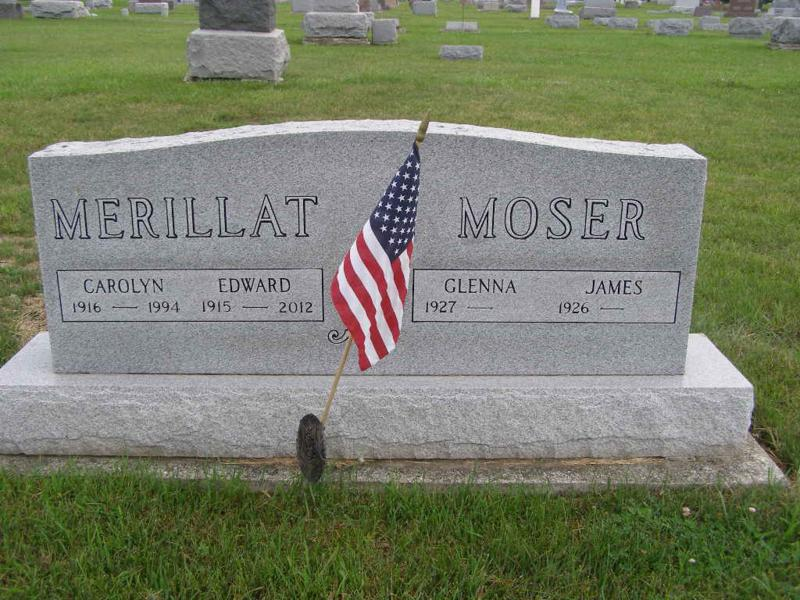 MERILLAT
CAROLYN EDWARD
1916 — 1994 1915 — 2012
MOSER
GLENNA JAMES
1927 — 1926 —